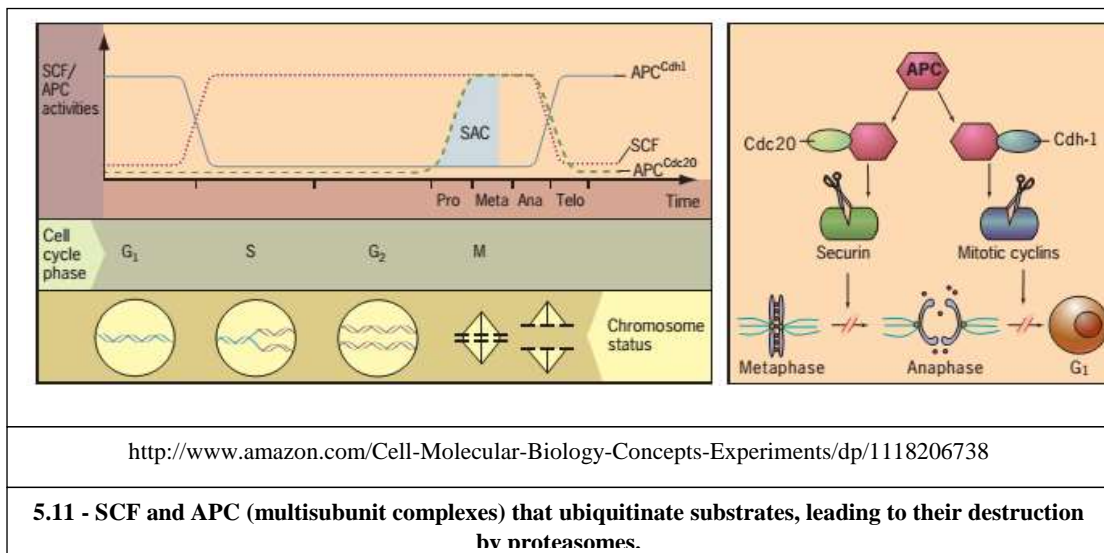 SCF/
APC
activities
APC^Cdh1
SAC
SCF
APC^Cdc20
Pro Meta Ana Telo Time
Cell
cycle
phase
G₁ S G₂ M
Chromosome
status
APC
Cdc20
Cdh-1
Securin
Mitotic cyclins
Metaphase
Anaphase
G₁
http://www.amazon.com/Cell-Molecular-Biology-Concepts-Experiments/dp/1118206738
5.11 - SCF and APC (multisubunit complexes) that ubiquitinate substrates, leading to their destruction
by proteasomes.